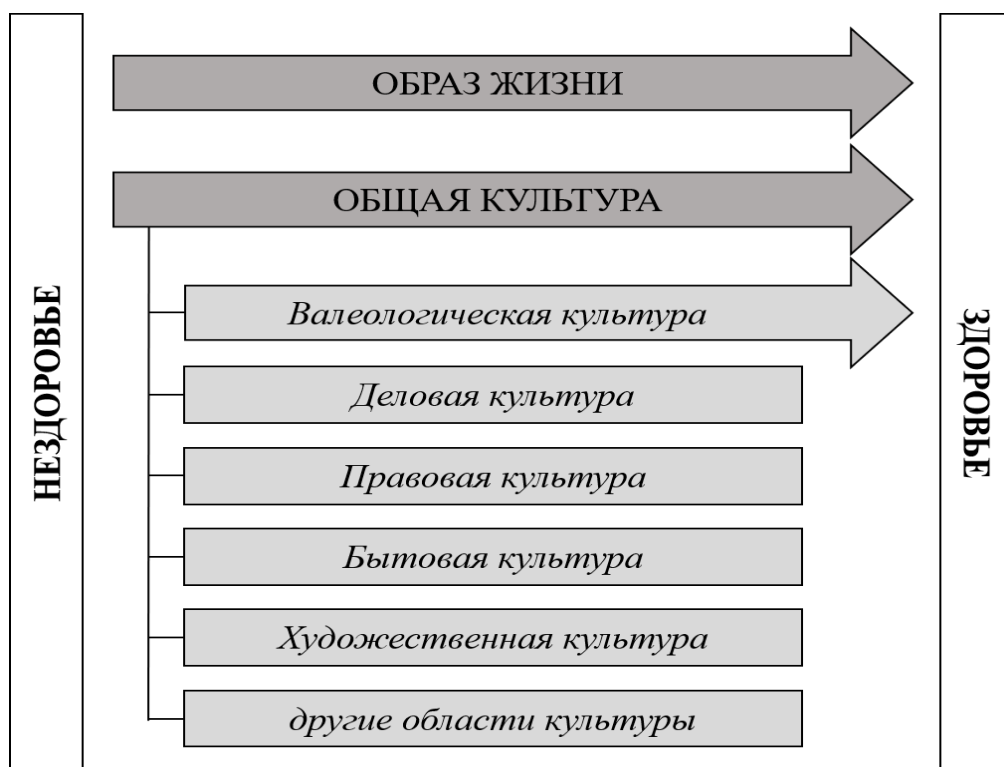 НЕЗДОРОВЬЕ
ОБРАЗ ЖИЗНИ
ОБЩАЯ КУЛЬТУРА
Валеологическая культура
Деловая культура
Правовая культура
Бытовая культура
Художественная культура
другие области культуры
ЗДОРОВЬЕ